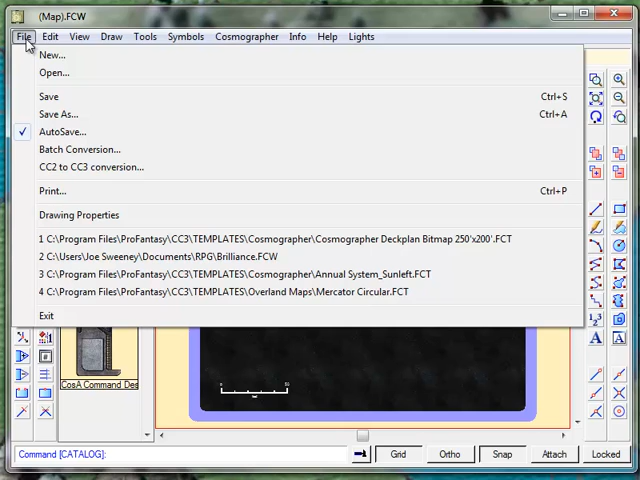 (Map).FCW
File Edit View Draw Tools Symbols Cosmographer Info Help Lights
New...
Open...
Save Ctrl+S
Save As... Ctrl+A
AutoSave...
Batch Conversion...
CC2 to CC3 conversion...
Print... Ctrl+P
Drawing Properties
1 C:\Program Files\ProFantasy\CC3\TEMPLATES\Cosmographer\Cosmographer Deckplan Bitmap 250'x200'.FCT
2 C:\Users\Joe Sweeney\Documents\RPG\Brilliance.FCW
3 C:\Program Files\ProFantasy\CC3\TEMPLATES\Cosmographer\Annual System_Sunleft.FCT
4 C:\Program Files\ProFantasy\CC3\TEMPLATES\Overland Maps\Mercator Circular.FCT
Exit
CosA Command Des
Command [CATALOG]: Grid Ortho Snap Attach Locked